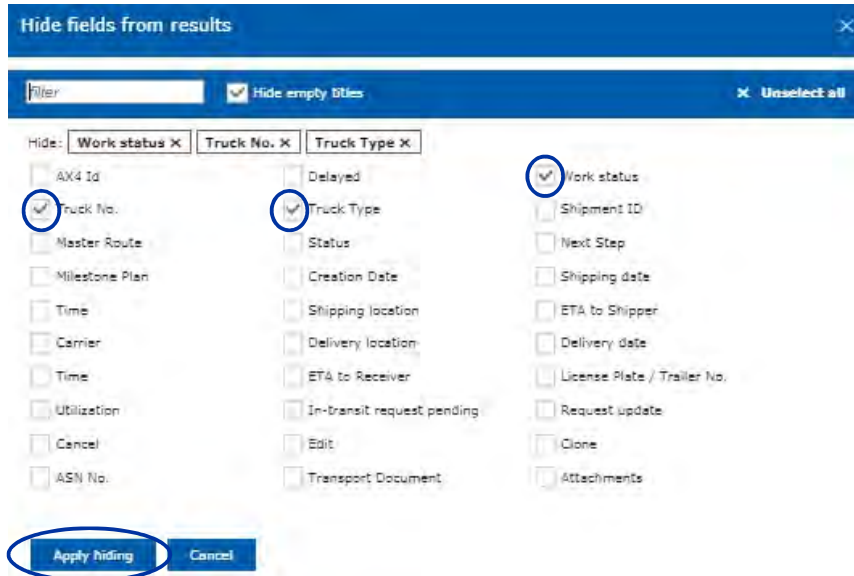 Hide fields from results ×
filter Hide empty titles × Unselect all
Hide: Work status × Truck No. × Truck Type ×
AX4 Id Delayed Work status
Truck No. Truck Type Shipment ID
Master Route Status Next Step
Milestone Plan Creation Date Shipping date
Time Shipping location ETA to Shipper
Carrier Delivery location Delivery date
Time ETA to Receiver License Plate / Trailer No.
Utilization In-transit request pending Request update
Cancel Edit Clone
ASN No. Transport Document Attachments
Apply hiding Cancel